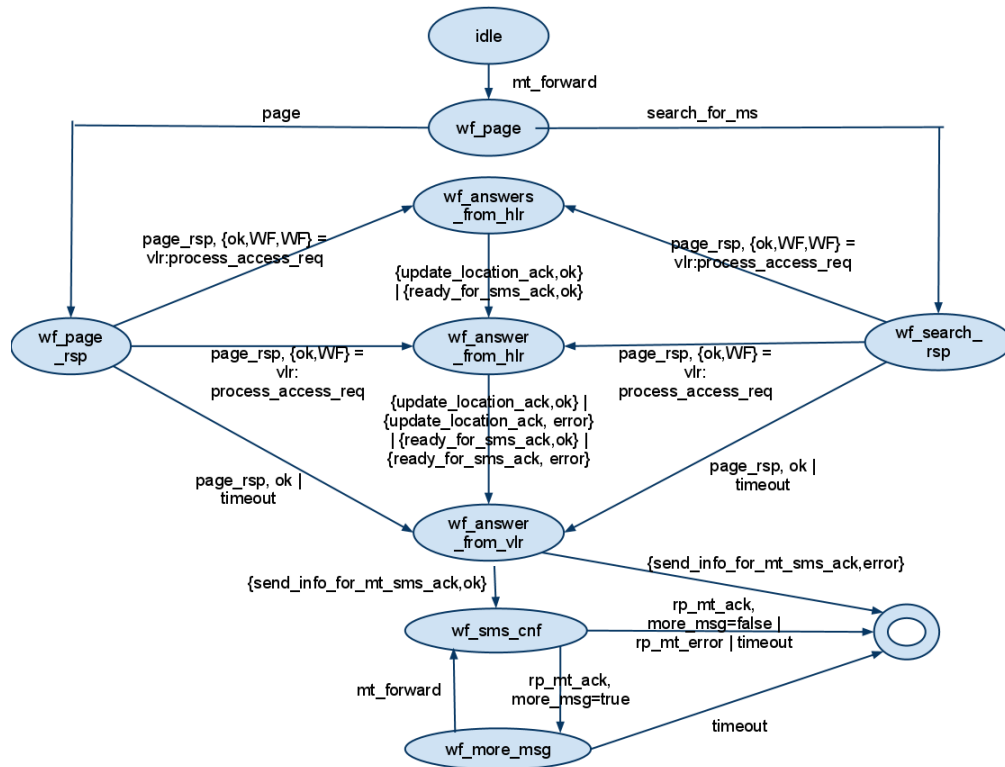 idle
mt_forward
page
search_for_ms
wf_page
wf_answers
_from_hlr
page_rsp, {ok,WF,WF} =
vlr:process_access_req
page_rsp, {ok,WF,WF} =
vlr:process_access_req
{update_location_ack,ok}
| {ready_for_sms_ack,ok}
wf_page
_rsp
wf_answer
_from_hlr
wf_search_
rsp
page_rsp, {ok,WF} =
vlr:
process_access_req
page_rsp, {ok,WF} =
vlr:
process_access_req
{update_location_ack,ok} |
{update_location_ack, error}
| {ready_for_sms_ack,ok} |
{ready_for_sms_ack, error}
page_rsp, ok |
timeout
page_rsp, ok |
timeout
wf_answer
_from_vlr
{send_info_for_mt_sms_ack,ok}
{send_info_for_mt_sms_ack,error}
wf_sms_cnf
rp_mt_ack,
more_msg=false |
rp_mt_error | timeout
mt_forward
rp_mt_ack,
more_msg=true
timeout
wf_more_msg